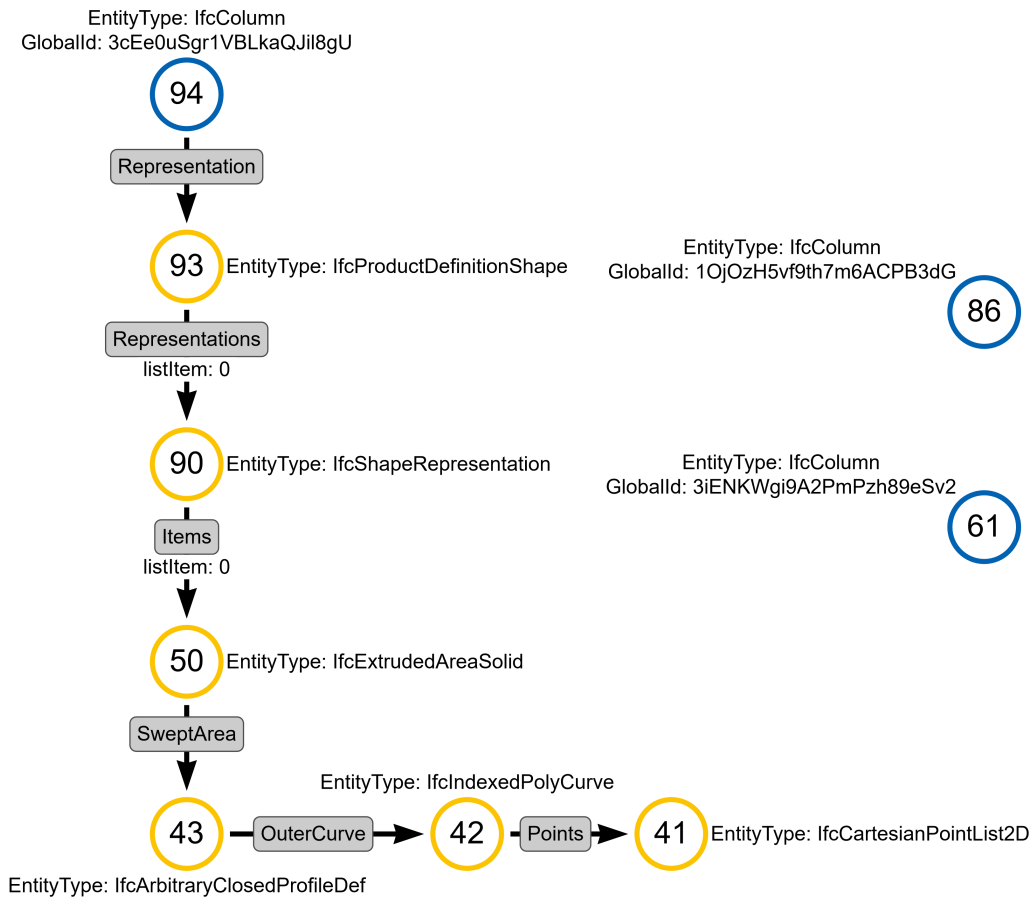 EntityType: IfcColumn
GlobalId: 3cEe0uSgr1VBLkaQJil8gU
94
Representation
93
EntityType: IfcProductDefinitionShape
EntityType: IfcColumn
GlobalId: 1OjOzH5vf9th7m6ACPB3dG
86
Representations
listItem: 0
90
EntityType: IfcShapeRepresentation
EntityType: IfcColumn
GlobalId: 3iENKWgi9A2PmPzh89eSv2
61
Items
listItem: 0
50
EntityType: IfcExtrudedAreaSolid
SweptArea
EntityType: IfcIndexedPolyCurve
43
OuterCurve
42
Points
41
EntityType: IfcCartesianPointList2D
EntityType: IfcArbitraryClosedProfileDef